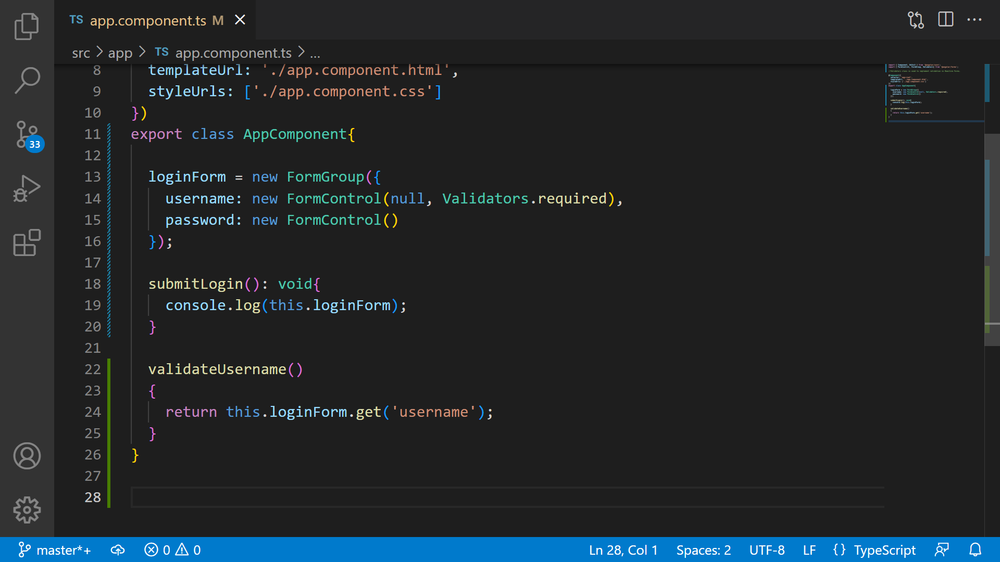 TS app.component.ts M
src > app > TS app.component.ts > ...
8 templateUrl: './app.component.html',
9 styleUrls: ['./app.component.css']
10 })
11 export class AppComponent{
12
13 loginForm = new FormGroup({
14 username: new FormControl(null, Validators.required),
15 password: new FormControl()
16 });
17
18 submitLogin(): void{
19 console.log(this.loginForm);
20 }
21
22 validateUsername()
23 {
24 return this.loginForm.get('username');
25 }
26 }
27
28
33
master*+ 0 0 Ln 28, Col 1 Spaces: 2 UTF-8 LF {} TypeScript